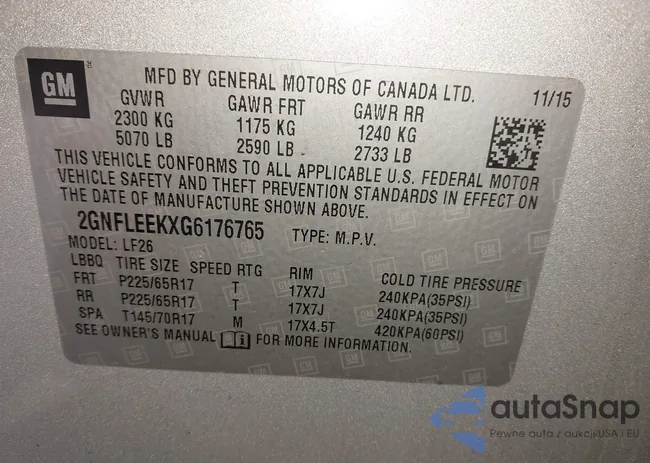 GM
MFD BY GENERAL MOTORS OF CANADA LTD. 11/15
GVWR GAWR FRT GAWR RR
2300 KG 1175 KG 1240 KG
5070 LB 2590 LB 2733 LB
THIS VEHICLE CONFORMS TO ALL APPLICABLE U.S. FEDERAL MOTOR
VEHICLE SAFETY AND THEFT PREVENTION STANDARDS IN EFFECT ON
THE DATE OF MANUFACTURE SHOWN ABOVE.
2GNFLEEKXG6176765 TYPE: M.P.V.
MODEL: LF26
LBBQ TIRE SIZE SPEED RTG RIM COLD TIRE PRESSURE
FRT P225/65R17 T 17X7J 240KPA(35PSI)
RR P225/65R17 T 17X7J 240KPA(35PSI)
SPA T145/70R17 M 17X4.5T 420KPA(60PSI)
SEE OWNER'S MANUAL FOR MORE INFORMATION.
autaSnap
Pewne auta z aukcji USA i EU